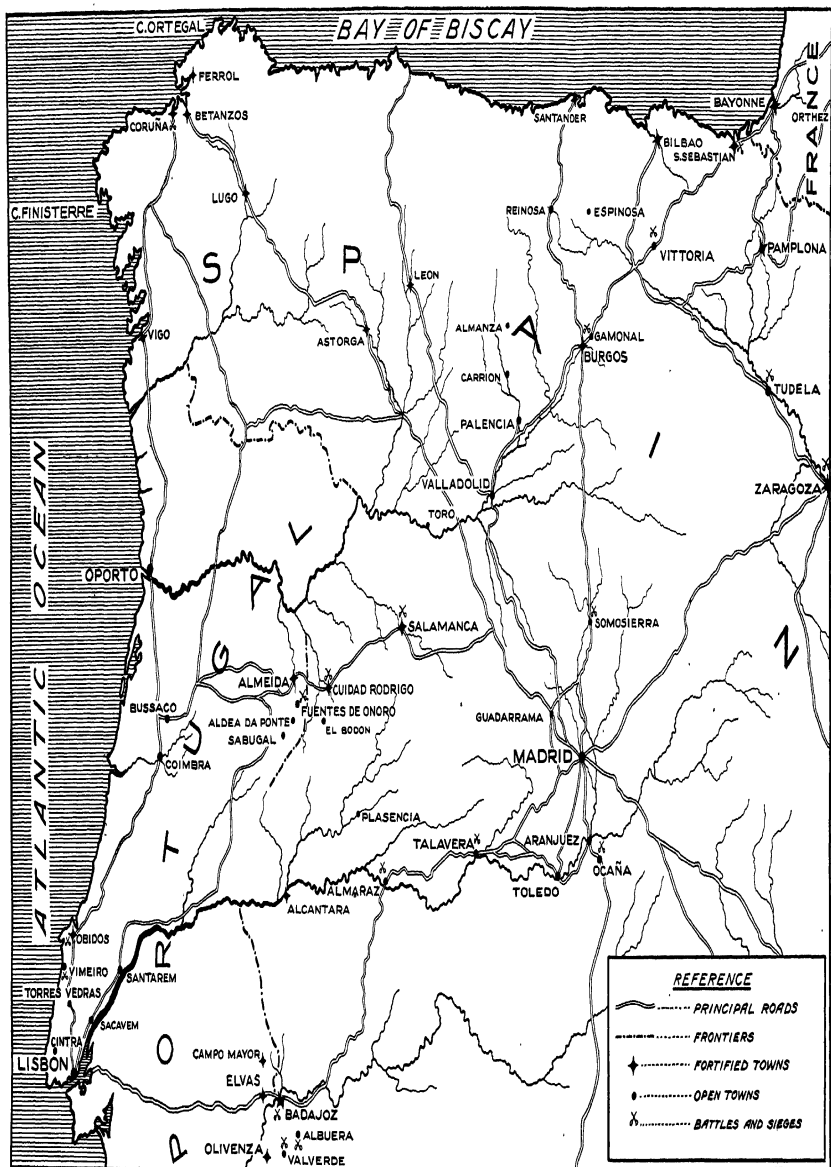 C. ORTEGAL
BAY OF BISCAY
FRANCE
FERROL
CORUÑA
BETANZOS
SANTANDER
BAYONNE
ORTHEZ
BILBAO
S. SEBASTIAN
LUGO
C. FINISTERRE
REINOSA
ESPINOSA
VITTORIA
PAMPLONA
SPAIN
LEON
VIGO
ASTORGA
ALMANZA
GAMONAL
BURGOS
CARRION
TUDELA
PALENCIA
VALLADOLID
ZARAGOZA
TORO
ATLANTIC OCEAN
OPORTO
PORTUGAL
SALAMANCA
SOMOSIERRA
ALMEIDA
CUIDAD RODRIGO
BUSSACO
FUENTES DE ONORO
ALDEA DA PONTE
EL BODON
SABUGAL
GUADARRAMA
COIMBRA
MADRID
PLASENCIA
TALAVERA
ARANJUEZ
OCAÑA
ALMARAZ
TOLEDO
ALCANTARA
OBIDOS
VIMEIRO
SANTAREM
TORRES VEDRAS
SACAVEM
CINTRA
LISBON
CAMPO MAYOR
ELVAS
BADAJOZ
ALBUERA
OLIVENZA
VALVERDE
REFERENCE
PRINCIPAL ROADS
FRONTIERS
FORTIFIED TOWNS
OPEN TOWNS
BATTLES AND SIEGES